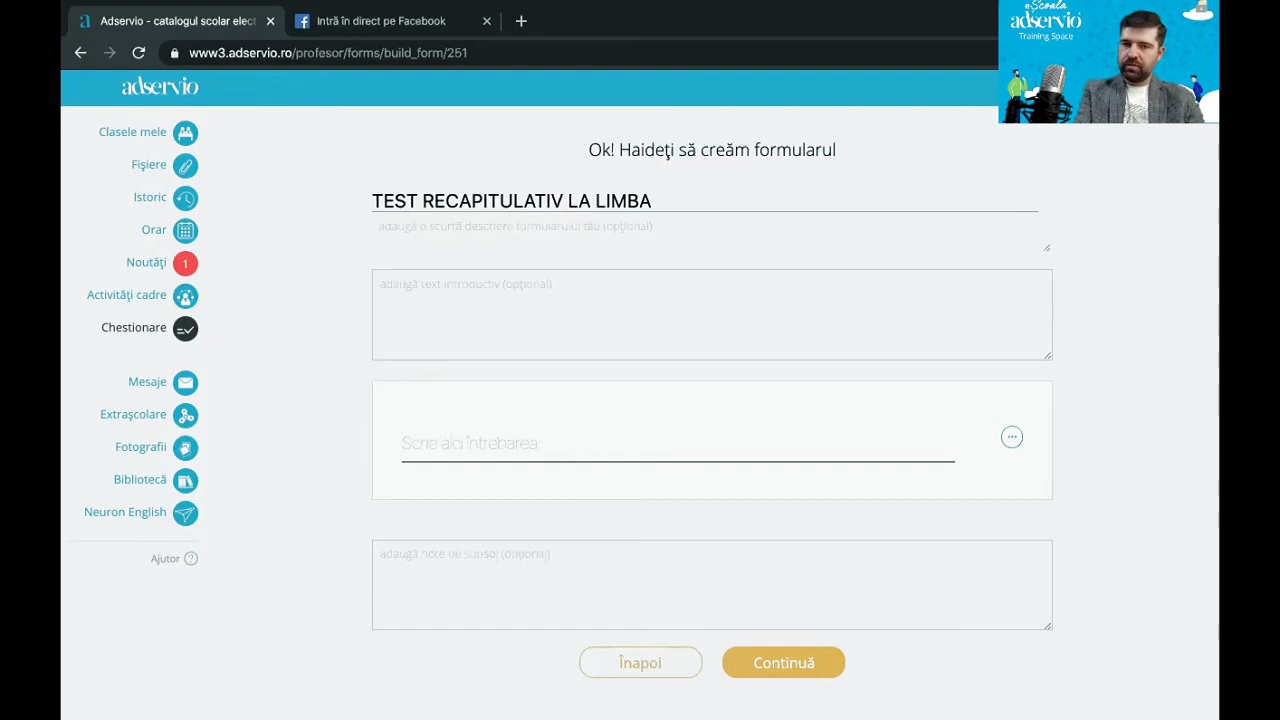 Adservio - catalogul scolar elect
Intră în direct pe Facebook
www3.adservio.ro/profesor/forms/build_form/251
eȘcoala
adservio
Training Space
adservio
Clasele mele
Fișiere
Istoric
Orar
Noutăți
1
Activități cadre
Chestionare
Mesaje
Extrașcolare
Fotografii
Bibliotecă
Neuron English
Ajutor
Ok! Haideți să creăm formularul
TEST RECAPITULATIV LA LIMBA
adaugă o scurtă descriere formularului tău (opțional)
adaugă text introductiv (opțional)
Scrie aici întrebarea
adaugă note de subsol (opțional)
Înapoi
Continuă